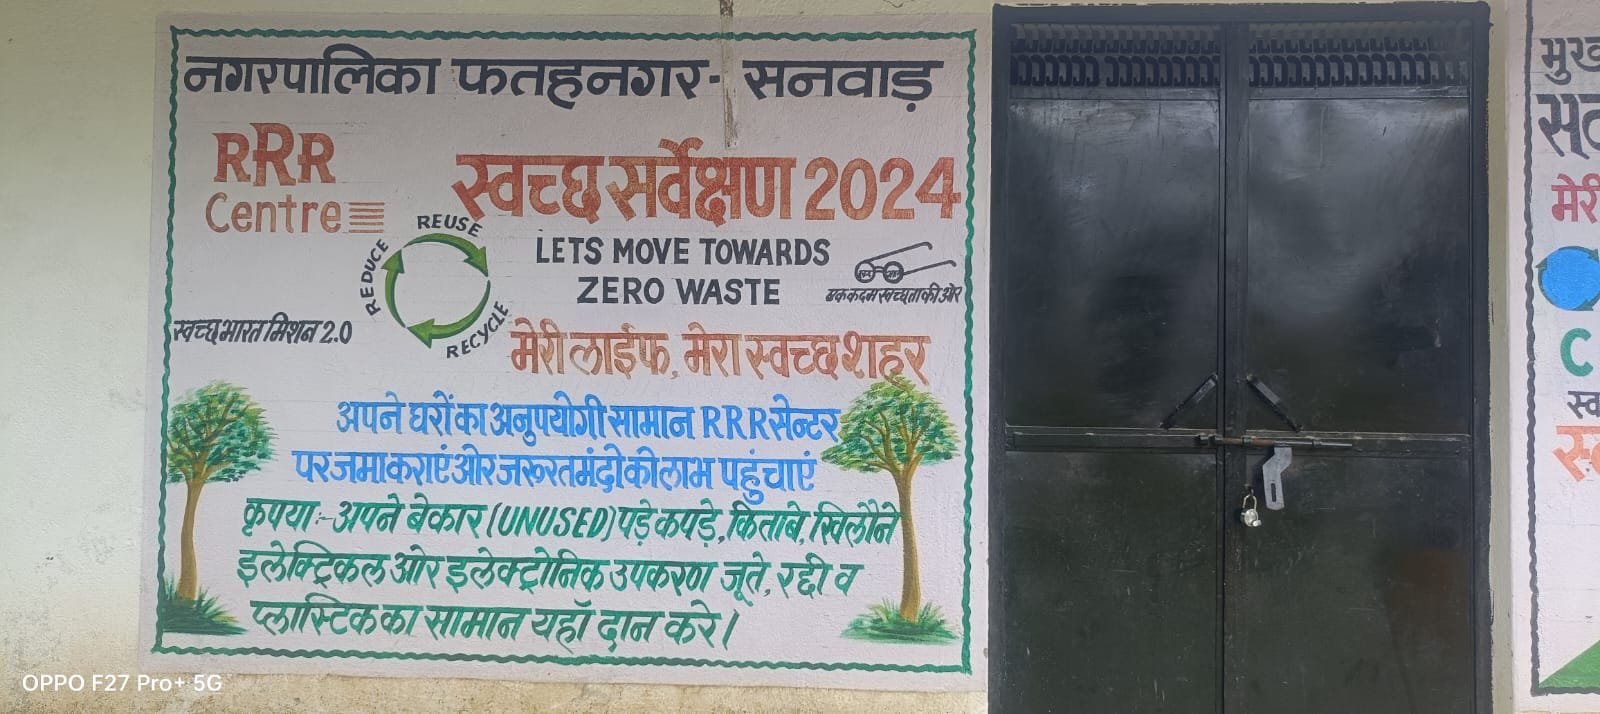 नगरपालिका फतहनगर- सनवाड़
RRR
Centre
स्वच्छ सर्वेक्षण 2024
REDUCE
REUSE
RECYCLE
LETS MOVE TOWARDS
ZERO WASTE
एक कदम स्वच्छता की ओर
स्वच्छ भारत मिशन 2.0
मेरी लाईफ, मेरा स्वच्छ शहर
अपने घरों का अनुपयोगी सामान RRR सेन्टर
पर जमा कराएं ओर जरूरतमंदो को लाभ पहुंचाएं
कृपया:- अपने बेकार (UNUSED) पड़े कपड़े, किताबे, खिलौने
इलेक्ट्रिकल ओर इलेक्ट्रोनिक उपकरण जूते, रद्दी व
प्लास्टिक का सामान यहाँ दान करे।
मेरी
C
OPPO F27 Pro+ 5G